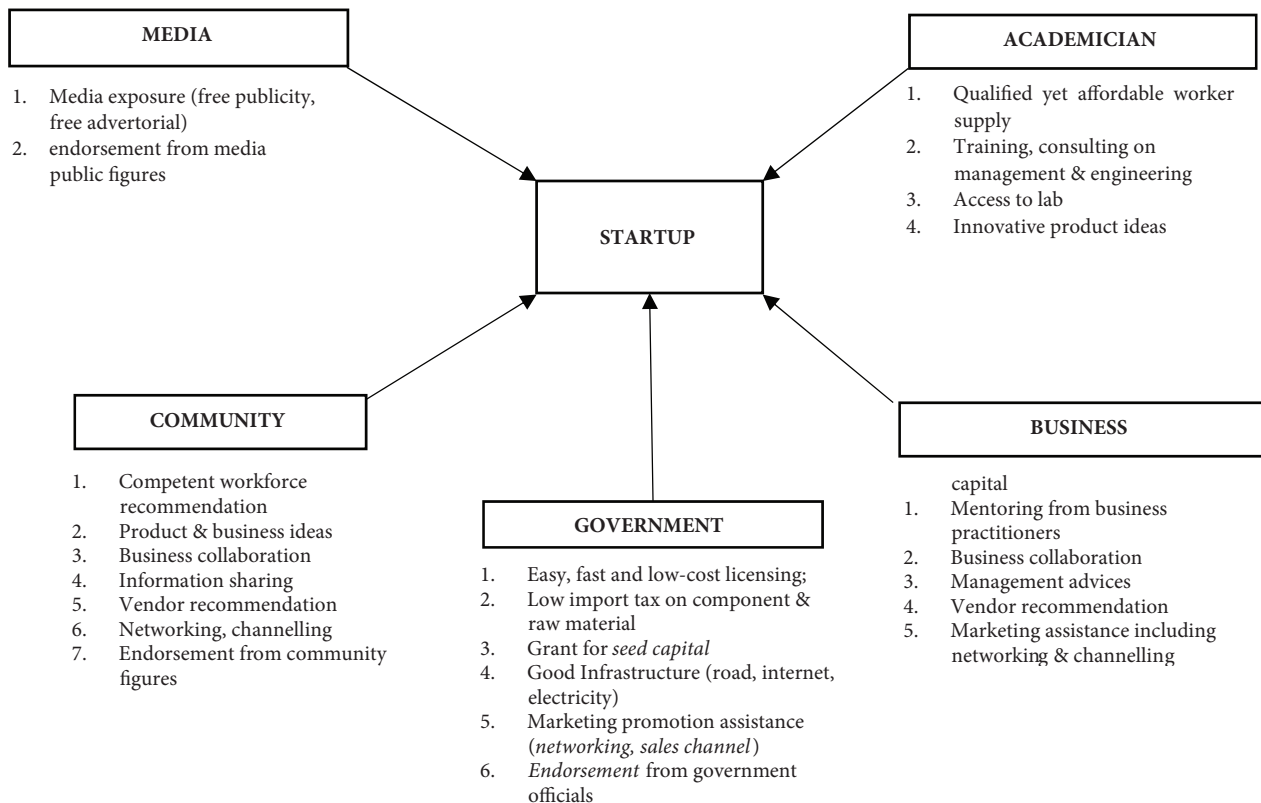 MEDIA
1. Media exposure (free publicity,
free advertorial)
2. endorsement from media
public figures
ACADEMICIAN
1. Qualified yet affordable worker
supply
2. Training, consulting on
management & engineering
3. Access to lab
4. Innovative product ideas
STARTUP
COMMUNITY
1. Competent workforce
recommendation
2. Product & business ideas
3. Business collaboration
4. Information sharing
5. Vendor recommendation
6. Networking, channelling
7. Endorsement from community
figures
GOVERNMENT
1. Easy, fast and low-cost licensing;
2. Low import tax on component &
raw material
3. Grant for seed capital
4. Good Infrastructure (road, internet,
electricity)
5. Marketing promotion assistance
(networking, sales channel)
6. Endorsement from government
officials
BUSINESS
capital
1. Mentoring from business
practitioners
2. Business collaboration
3. Management advices
4. Vendor recommendation
5. Marketing assistance including
networking & channelling